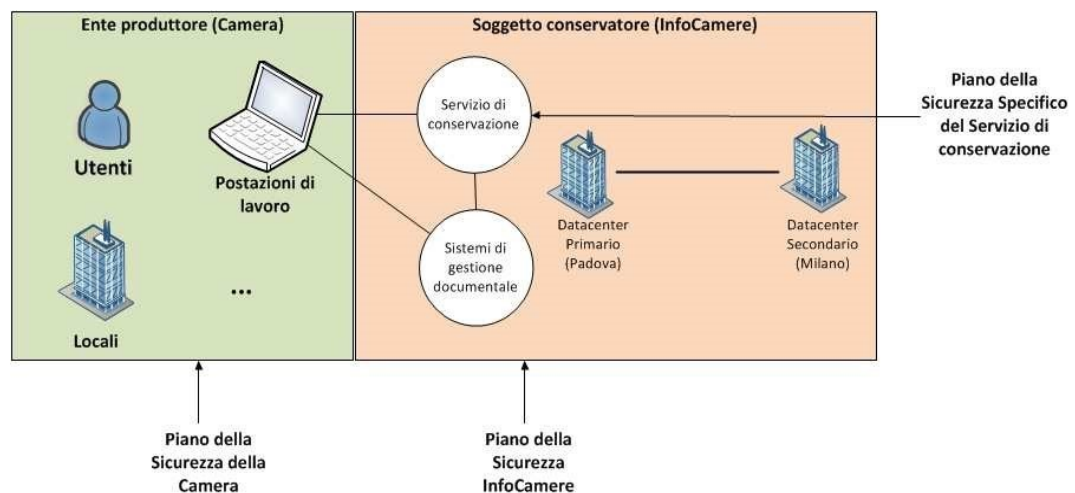 Ente produttore (Camera)
Soggetto conservatore (InfoCamere)
Utenti
Postazioni di
lavoro
Locali
...
Servizio di
conservazione
Sistemi di
gestione
documentale
Datacenter
Primario
(Padova)
Datacenter
Secondario
(Milano)
Piano della
Sicurezza Specifico
del Servizio di
conservazione
Piano della
Sicurezza della
Camera
Piano della
Sicurezza
InfoCamere